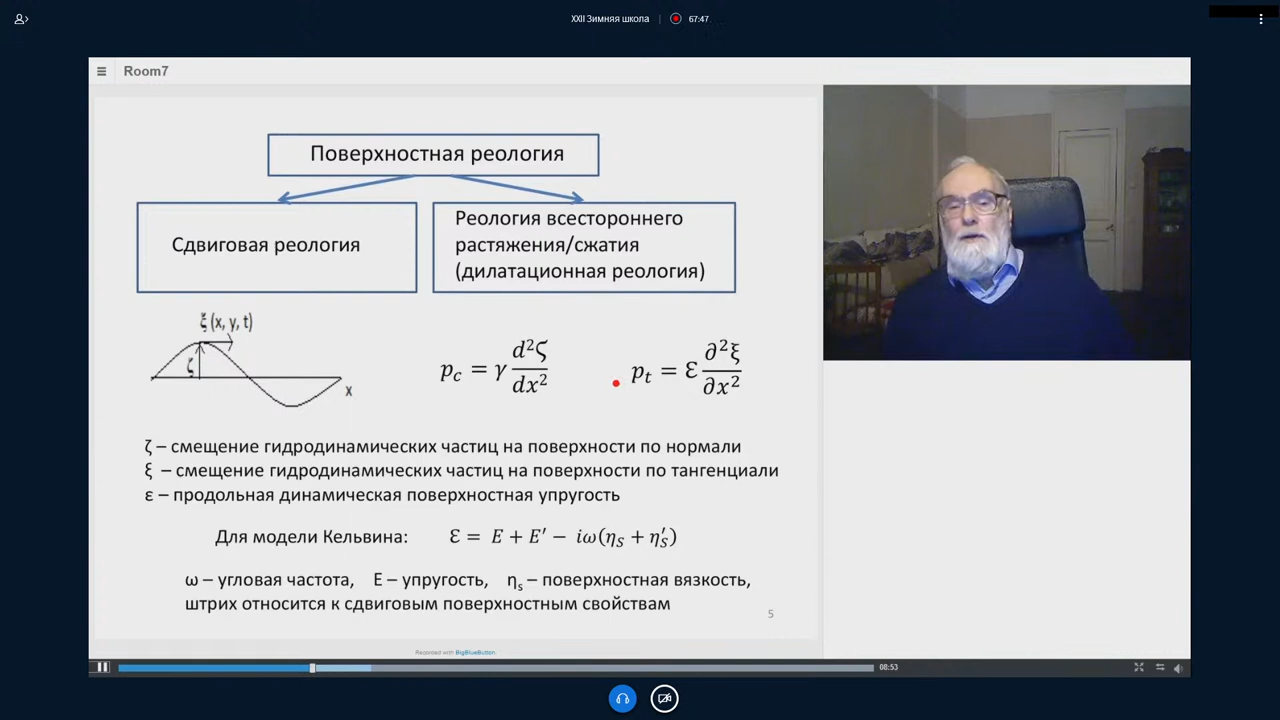 XXII Зимняя школа
67:47
Room7
Поверхностная реология
Сдвиговая реология
Реология всестороннего
растяжения/сжатия
(дилатационная реология)
ξ (x, y, t)
ζ
x
p_c = γ d²ζ/dx²
p_t = Ɛ ∂²ξ/∂x²
ζ – смещение гидродинамических частиц на поверхности по нормали
ξ – смещение гидродинамических частиц на поверхности по тангенциали
ε – продольная динамическая поверхностная упругость
Для модели Кельвина: Ɛ = E + E′ − iω(η_S + η′_S)
ω – угловая частота, E – упругость, η_s – поверхностная вязкость,
штрих относится к сдвиговым поверхностным свойствам
5
Recorded with BigBlueButton.
08:53